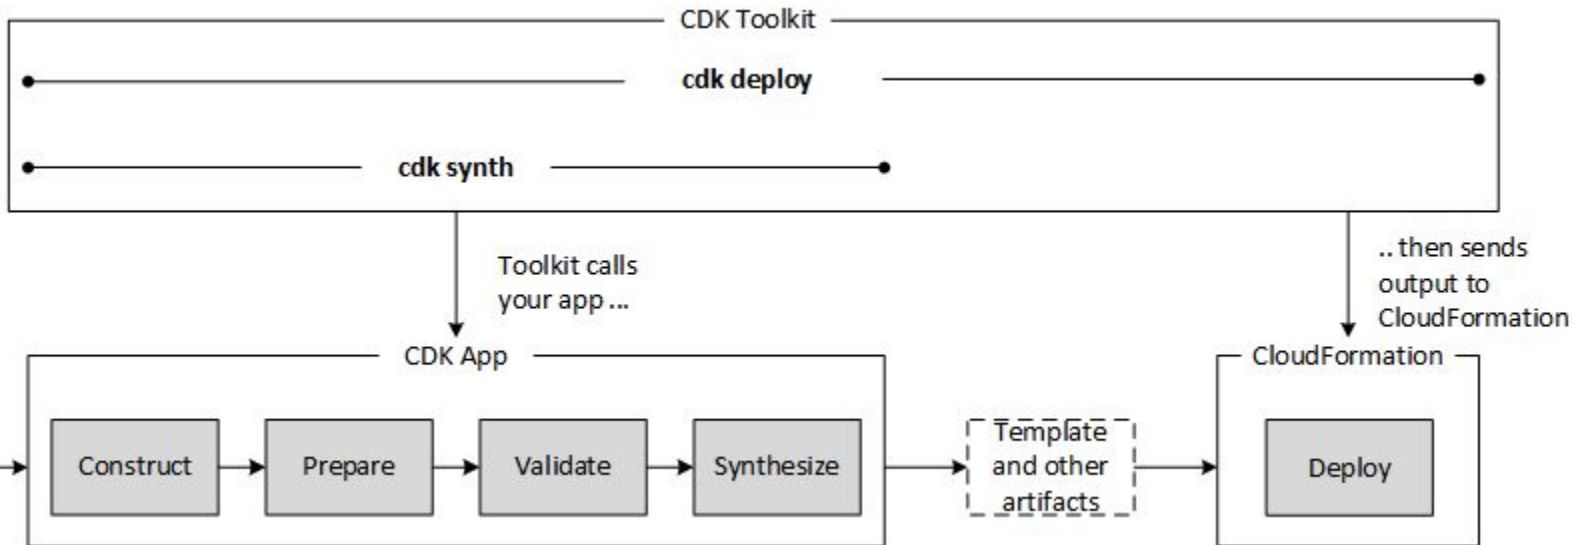 CDK Toolkit
cdk deploy
cdk synth
Toolkit calls
your app ...
.. then sends
output to
CloudFormation
CDK App
CloudFormation
Construct
Prepare
Validate
Synthesize
Template
and other
artifacts
Deploy